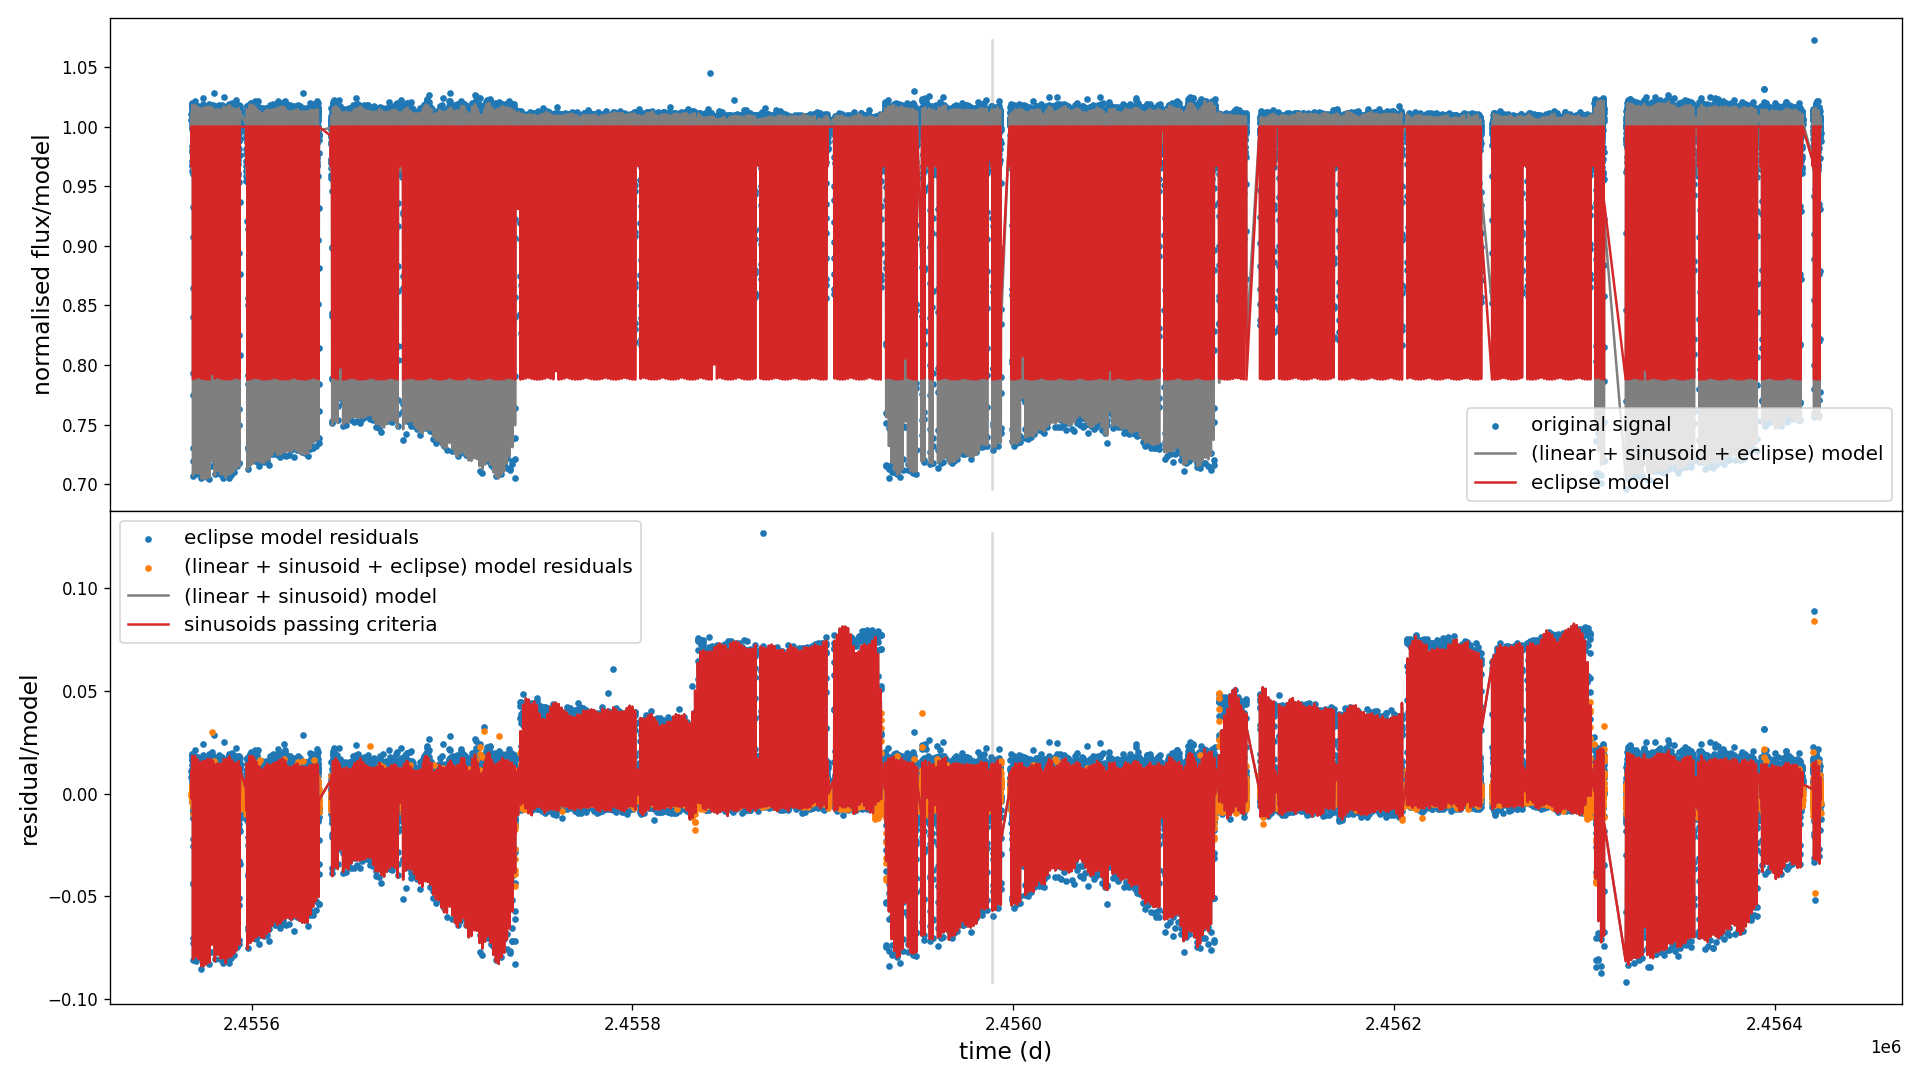 normalised flux/model
1.05
1.00
0.95
0.90
0.85
0.80
0.75
0.70
original signal
(linear + sinusoid + eclipse) model
eclipse model
residual/model
0.10
0.05
0.00
−0.05
−0.10
eclipse model residuals
(linear + sinusoid + eclipse) model residuals
(linear + sinusoid) model
sinusoids passing criteria
2.4556
2.4558
2.4560
2.4562
2.4564
1e6
time (d)